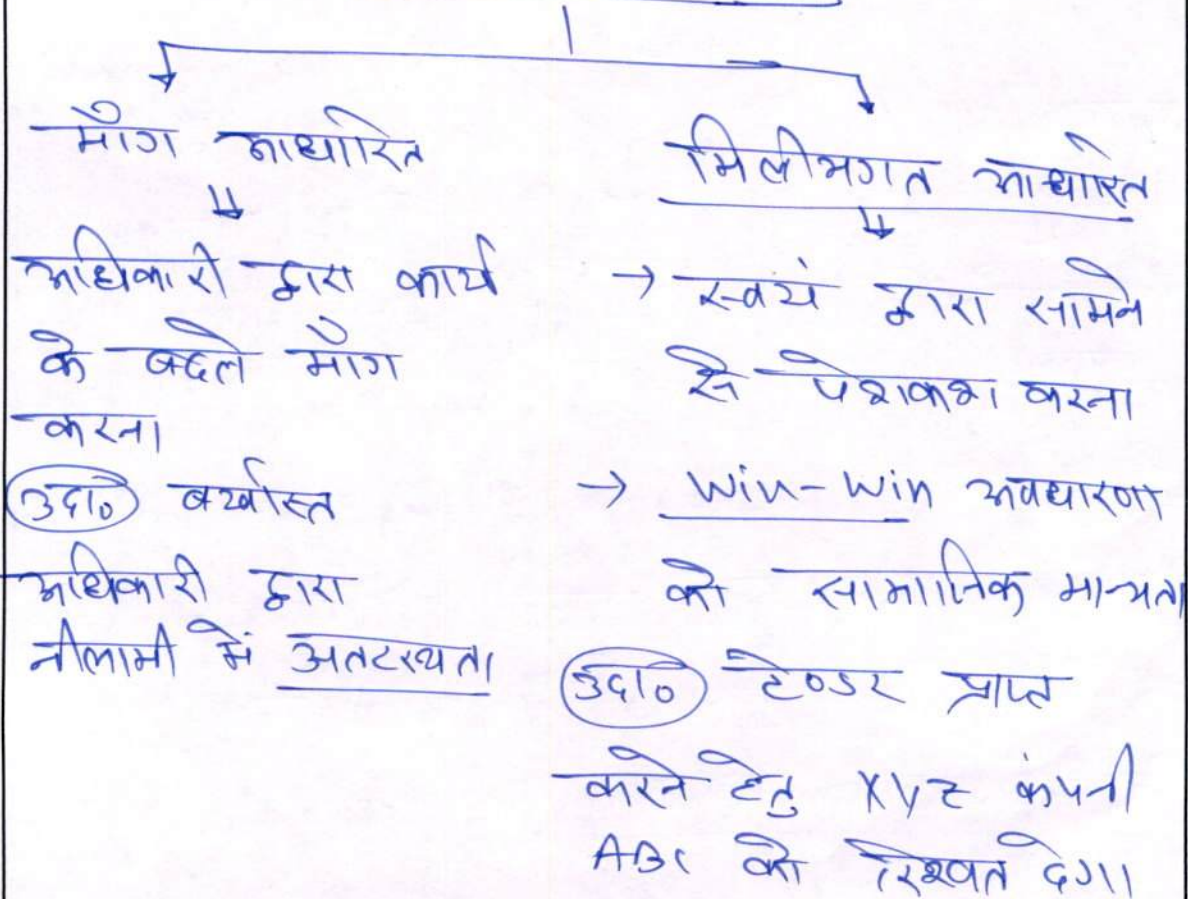 माँग आधारित
अधिकारी द्वारा कार्य
के बदले माँग
करना
उदा० बर्खास्त
अधिकारी द्वारा
नीलामी में अतटस्थता
मिलीभगत आधारित
→ स्वयं द्वारा सामने
से पेशकश करना
→ Win-Win अवधारणा
को सामाजिक मान्यता
उदा० टेण्डर प्राप्त
करने हेतु XYZ कंपनी
ABC को रिश्वत देगा।